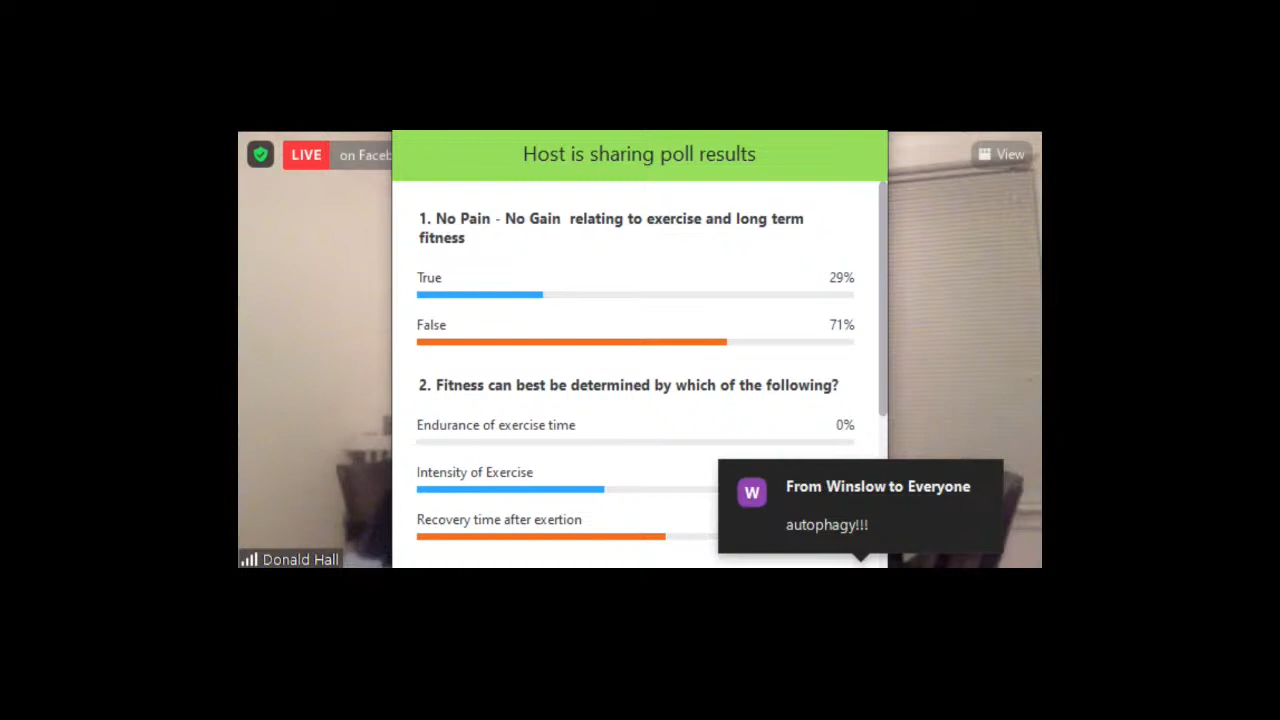 LIVE on Faceb
Host is sharing poll results
View
1. No Pain - No Gain relating to exercise and long term
fitness
True 29%
False 71%
2. Fitness can best be determined by which of the following?
Endurance of exercise time 0%
Intensity of Exercise
Recovery time after exertion
W From Winslow to Everyone
autophagy!!!
Donald Hall